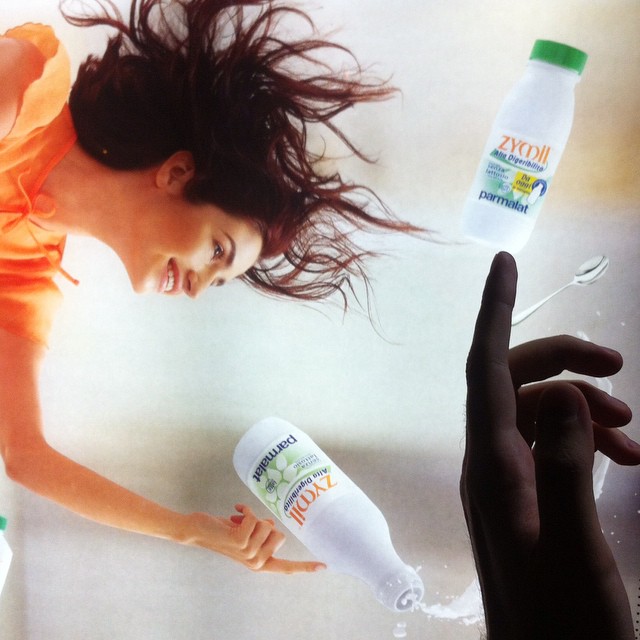 ZYMIL
Alta Digeribilità
parmalat
ZYMIL
Alta Digeribilità
parmalat